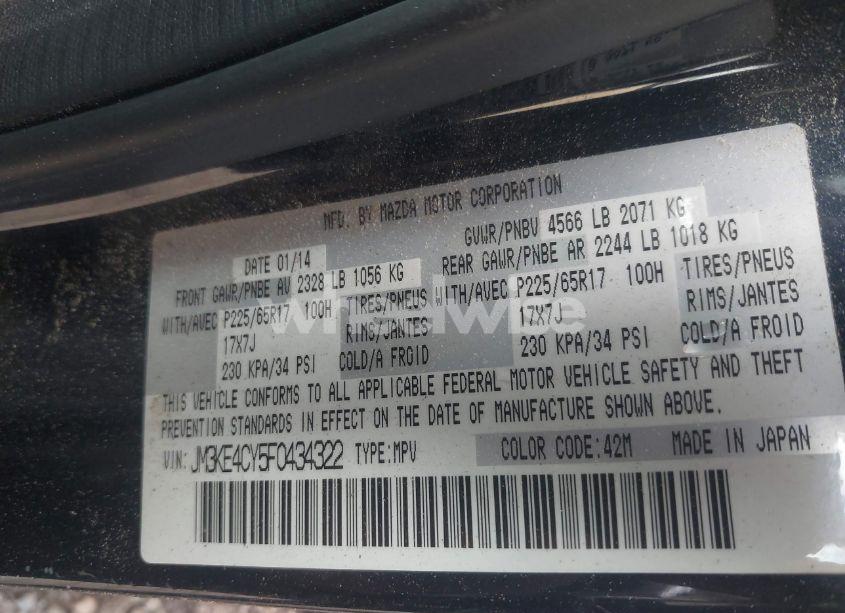 MFD. BY MAZDA MOTOR CORPORATION
DATE 01/14 GVWR/PNBV 4566 LB 2071 KG
FRONT GAWR/PNBE AV 2328 LB 1056 KG REAR GAWR/PNBE AR 2244 LB 1018 KG
WITH/AVEC P225/65R17 100H TIRES/PNEUS WITH/AVEC P225/65R17 100H TIRES/PNEUS
17X7J RIMS/JANTES 17X7J RIMS/JANTES
230 KPA/34 PSI COLD/A FROID 230 KPA/34 PSI COLD/A FROID
THIS VEHICLE CONFORMS TO ALL APPLICABLE FEDERAL MOTOR VEHICLE SAFETY AND THEFT
PREVENTION STANDARDS IN EFFECT ON THE DATE OF MANUFACTURE SHOWN ABOVE.
VIN: JM3KE4CY5F0434322 TYPE:MPV COLOR CODE:42M MADE IN JAPAN